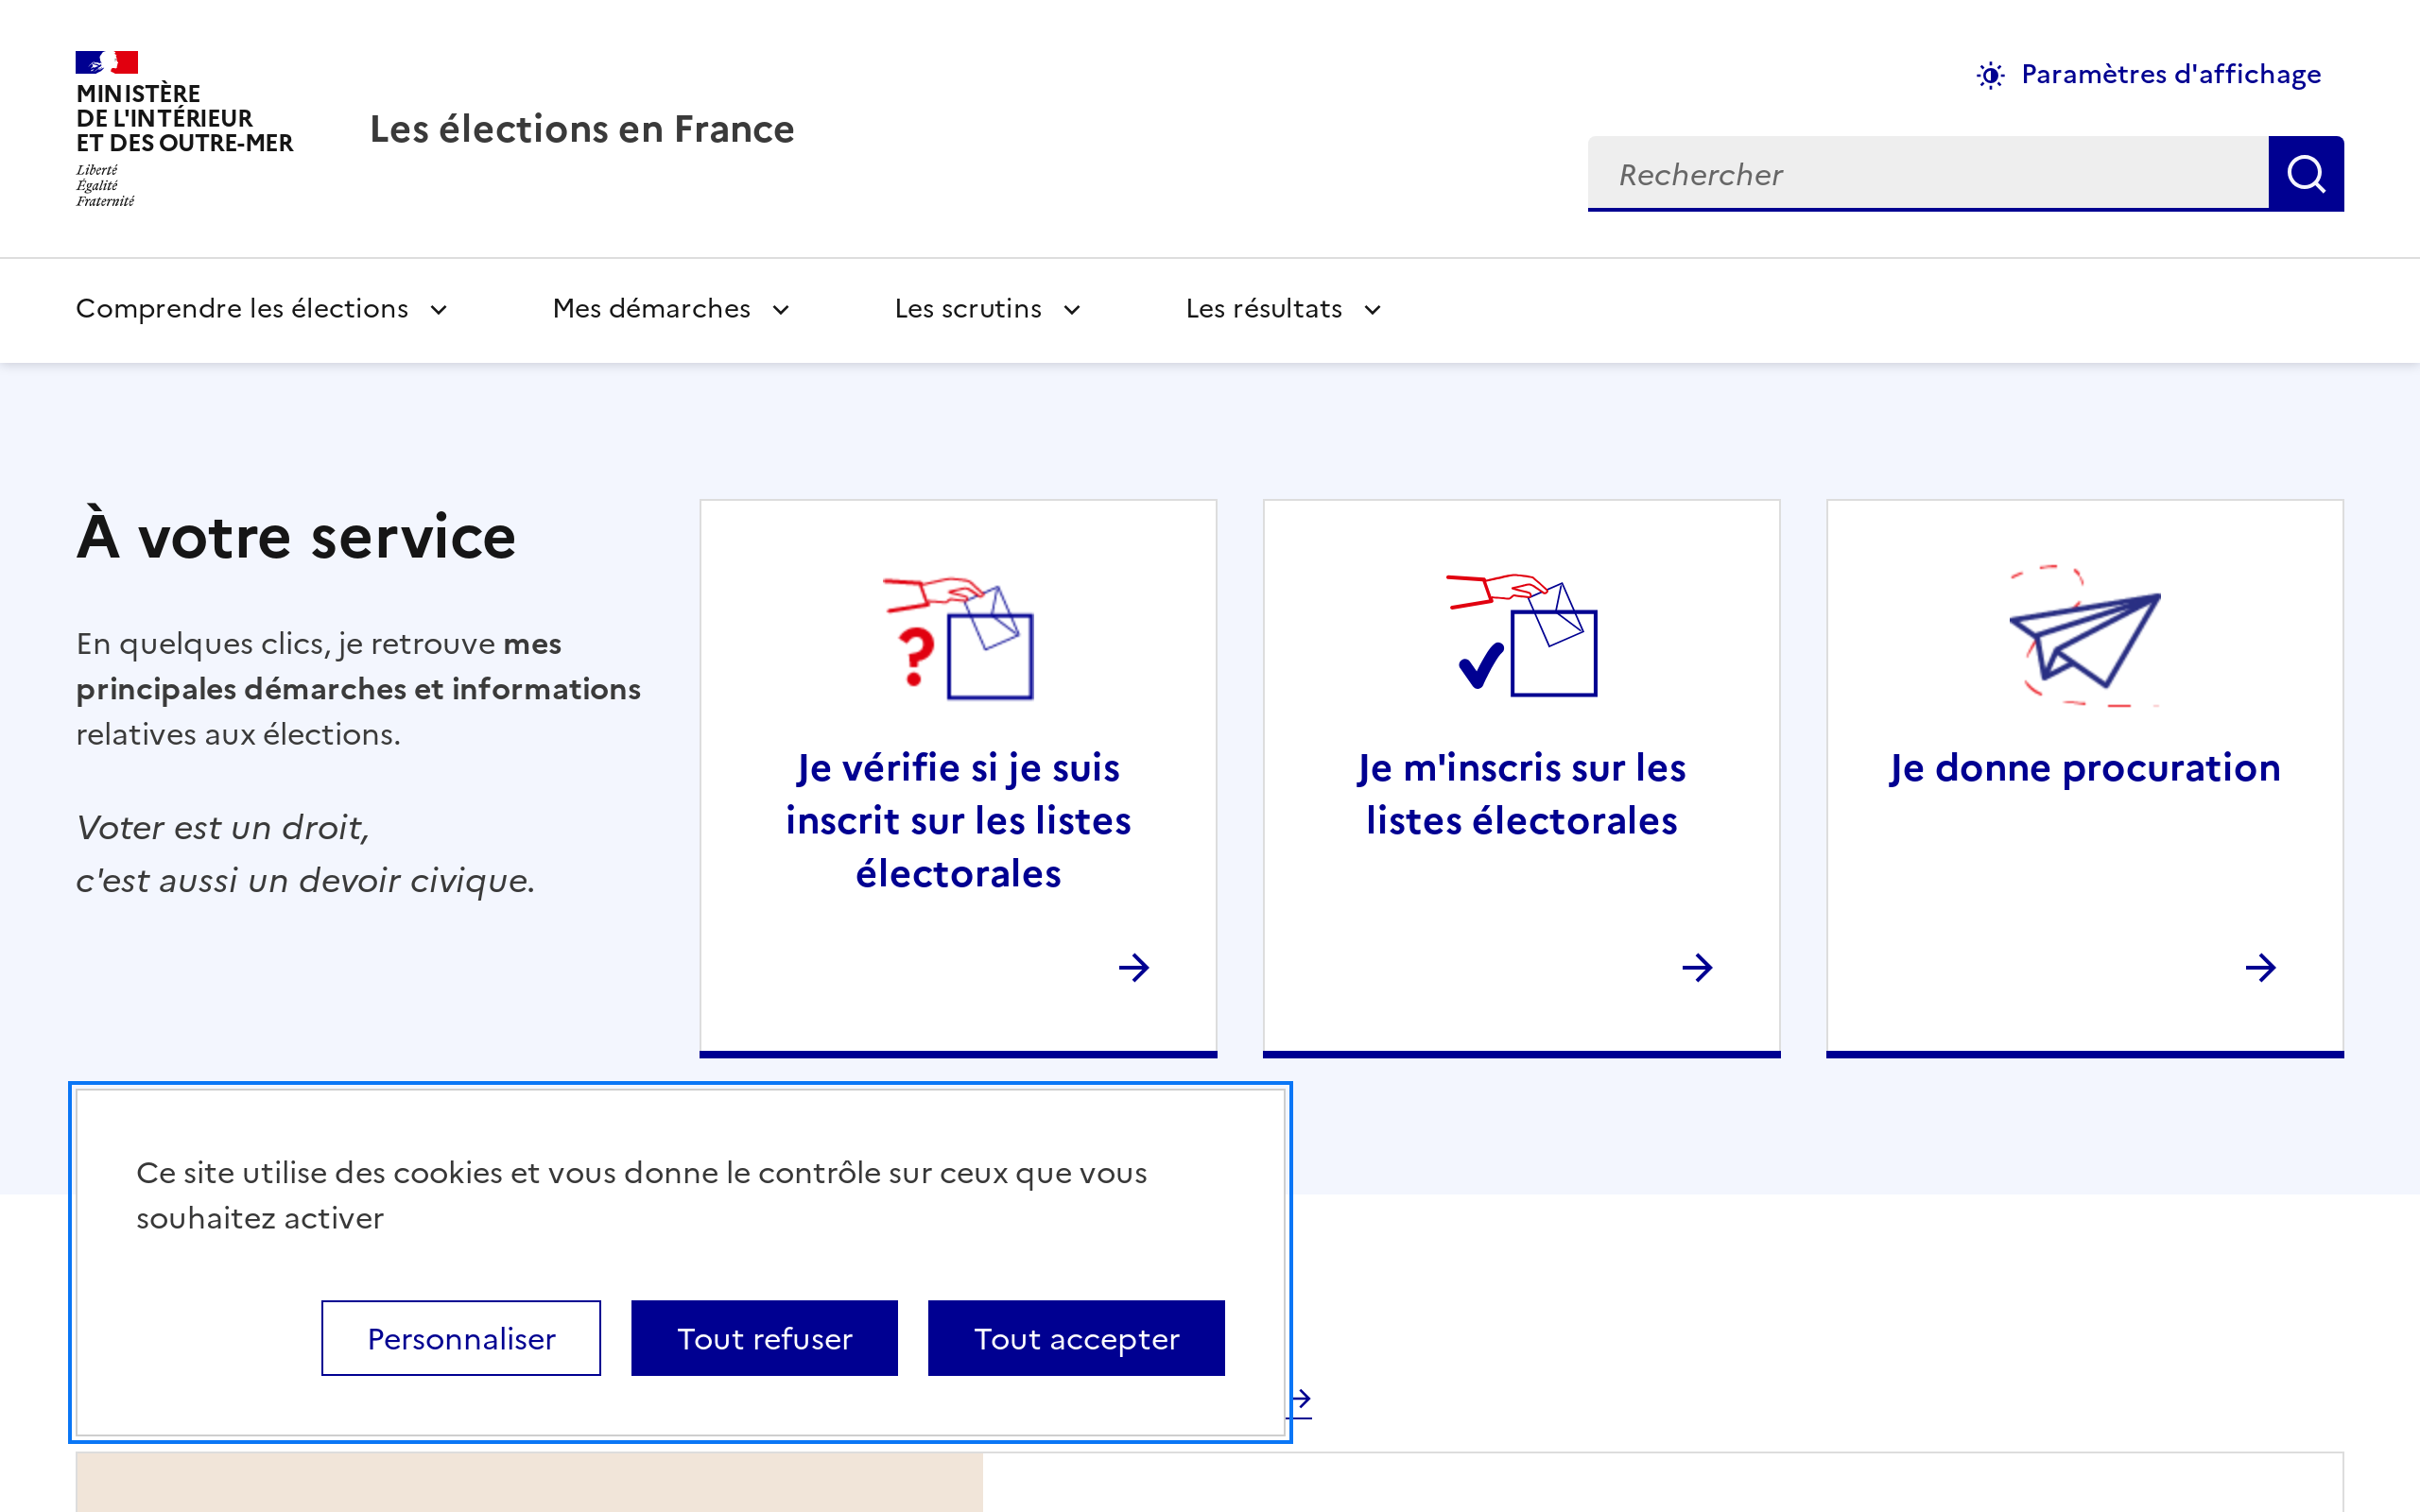 MINISTÈRE
DE L'INTÉRIEUR
ET DES OUTRE-MER
Liberté
Égalité
Fraternité
Les élections en France
Paramètres d'affichage
Rechercher
Comprendre les élections
Mes démarches
Les scrutins
Les résultats
À votre service
En quelques clics, je retrouve mes
principales démarches et informations
relatives aux élections.
Voter est un droit,
c'est aussi un devoir civique.
Je vérifie si je suis
inscrit sur les listes
électorales
Je m'inscris sur les
listes électorales
Je donne procuration
Ce site utilise des cookies et vous donne le contrôle sur ceux que vous
souhaitez activer
Personnaliser
Tout refuser
Tout accepter